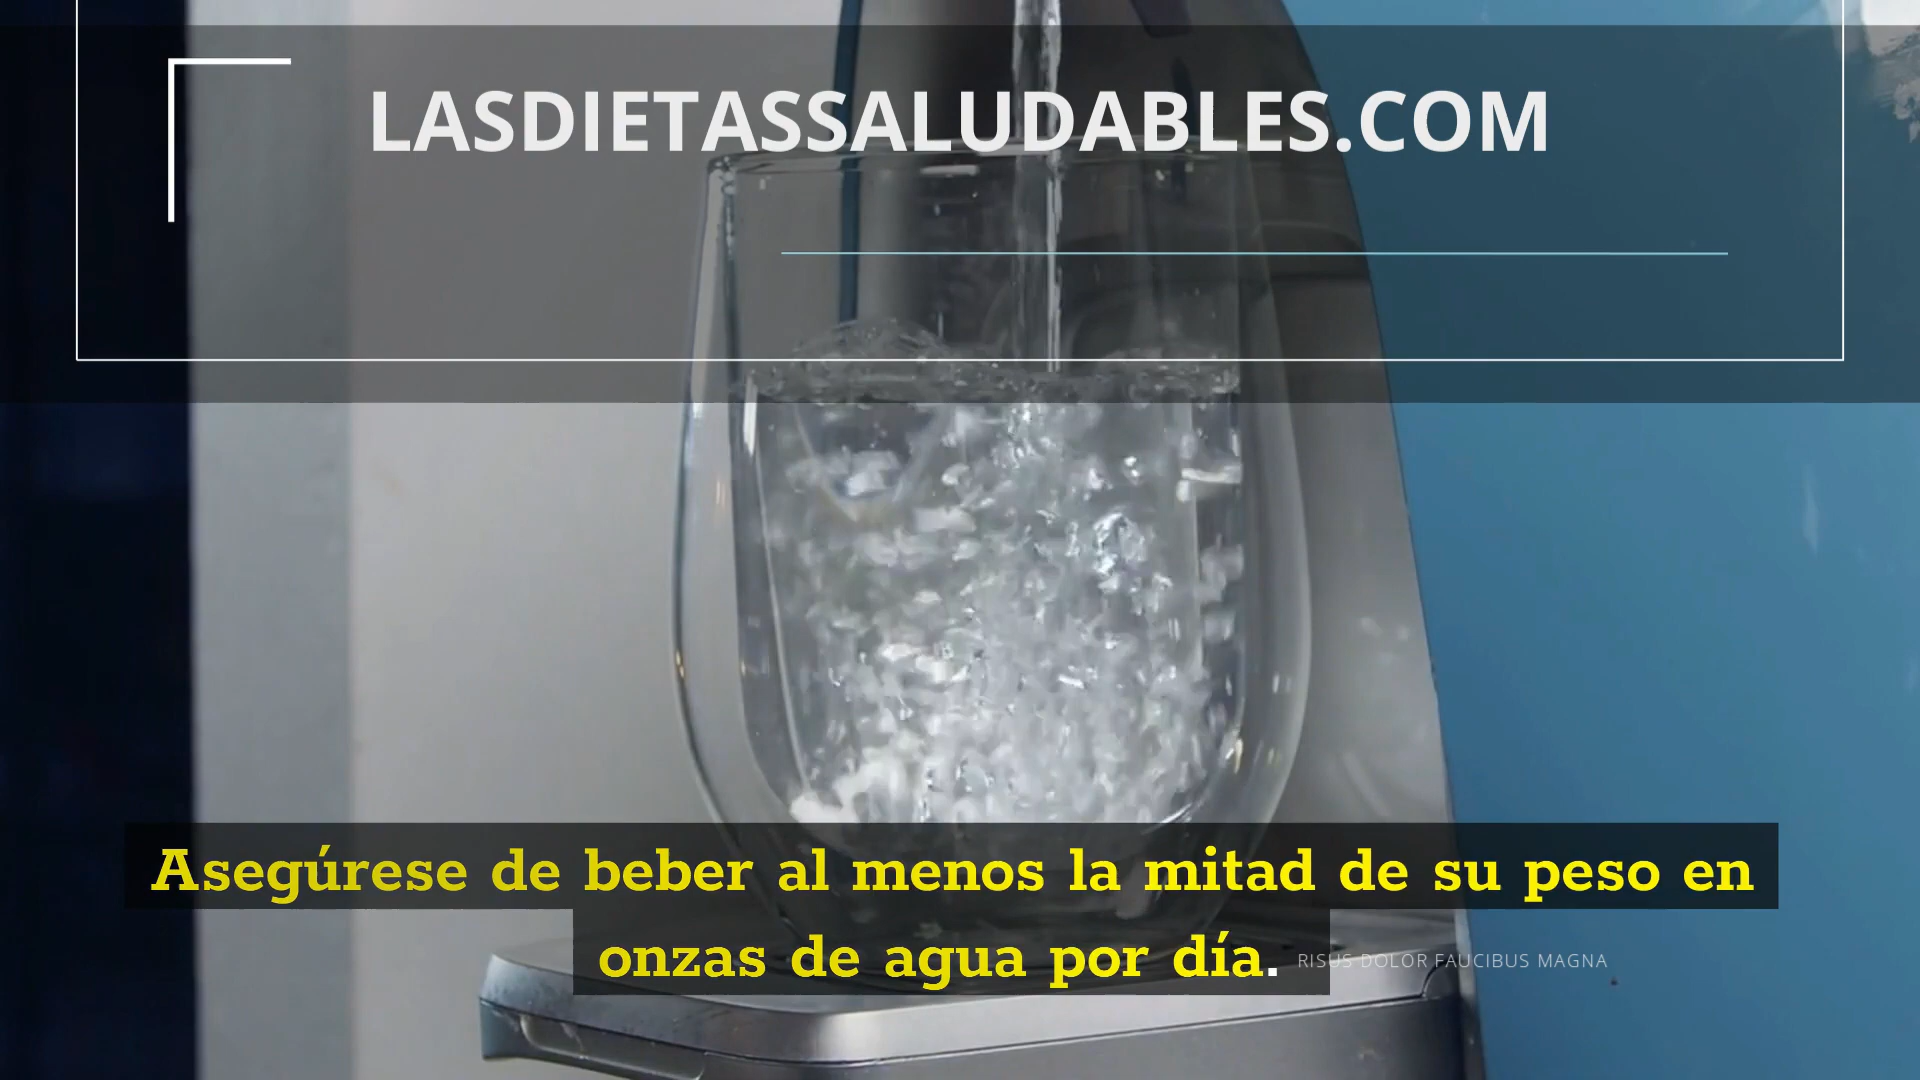 LASDIETASSALUDABLES.COM
Asegúrese de beber al menos la mitad de su peso en
onzas de agua por día.
RISUS DOLOR FAUCIBUS MAGNA